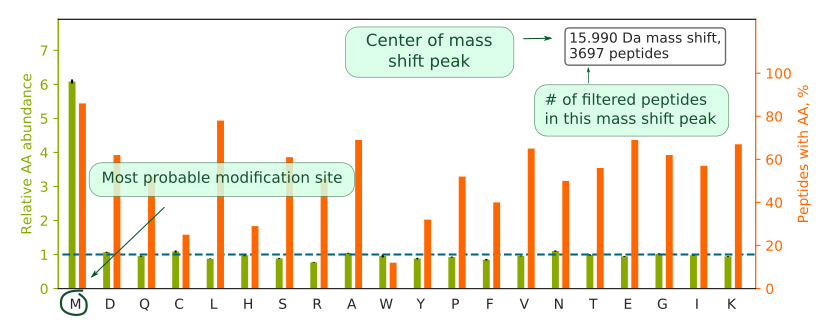 Center of mass
shift peak
15.990 Da mass shift,
3697 peptides
# of filtered peptides
in this mass shift peak
Most probable modification site
Relative AA abundance
7
6
5
4
3
2
1
0
Peptides with AA, %
100
80
60
40
20
0
M D Q C L H S R A W Y P F V N T E G I K